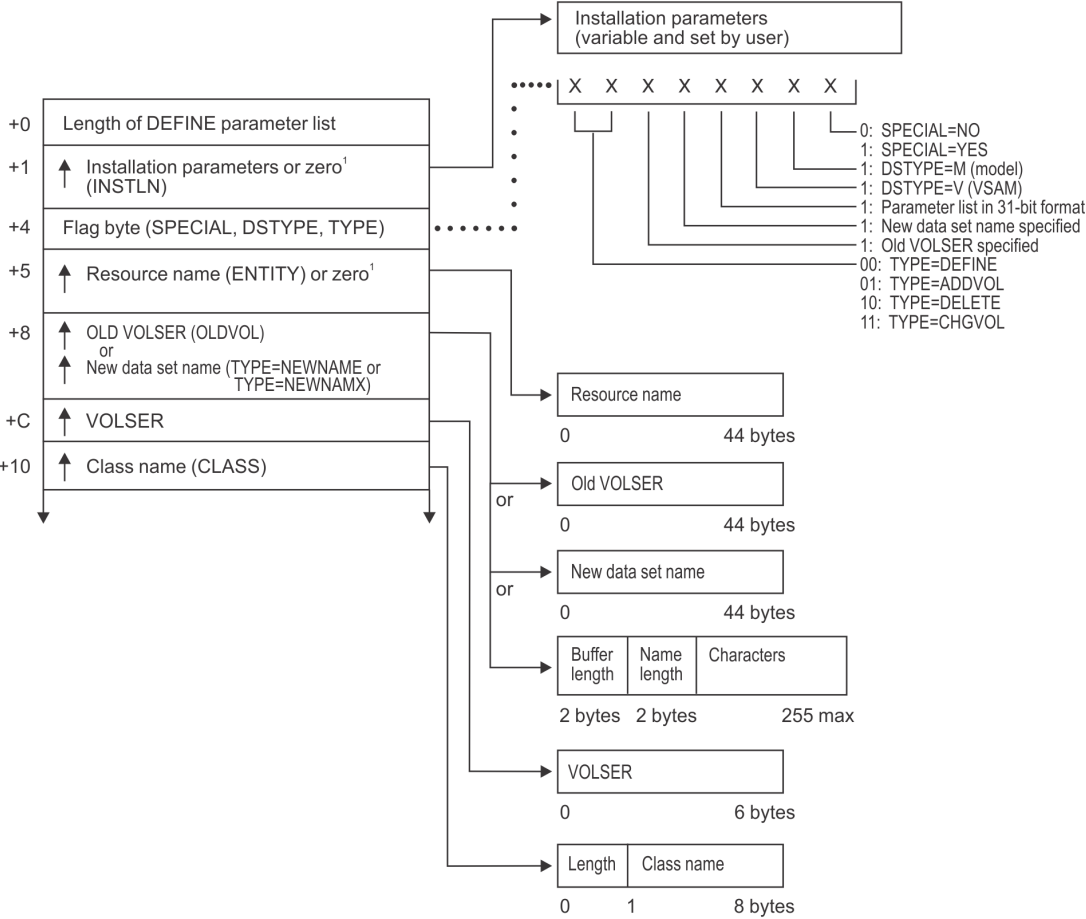 Installation parameters
(variable and set by user)
X X X X X X X X
0: SPECIAL=NO
1: SPECIAL=YES
1: DSTYPE=M (model)
1: DSTYPE=V (VSAM)
1: Parameter list in 31-bit format
1: New data set name specified
1: Old VOLSER specified
00: TYPE=DEFINE
01: TYPE=ADDVOL
10: TYPE=DELETE
11: TYPE=CHGVOL
+0 Length of DEFINE parameter list
+1 Installation parameters or zero¹
(INSTLN)
+4 Flag byte (SPECIAL, DSTYPE, TYPE)
+5 Resource name (ENTITY) or zero¹
+8 OLD VOLSER (OLDVOL)
or
New data set name (TYPE=NEWNAME or
TYPE=NEWNAMX)
+C VOLSER
+10 Class name (CLASS)
Resource name
0 44 bytes
or
Old VOLSER
0 44 bytes
or
New data set name
0 44 bytes
Buffer length
Name length
Characters
2 bytes 2 bytes 255 max
VOLSER
0 6 bytes
Length Class name
0 1 8 bytes